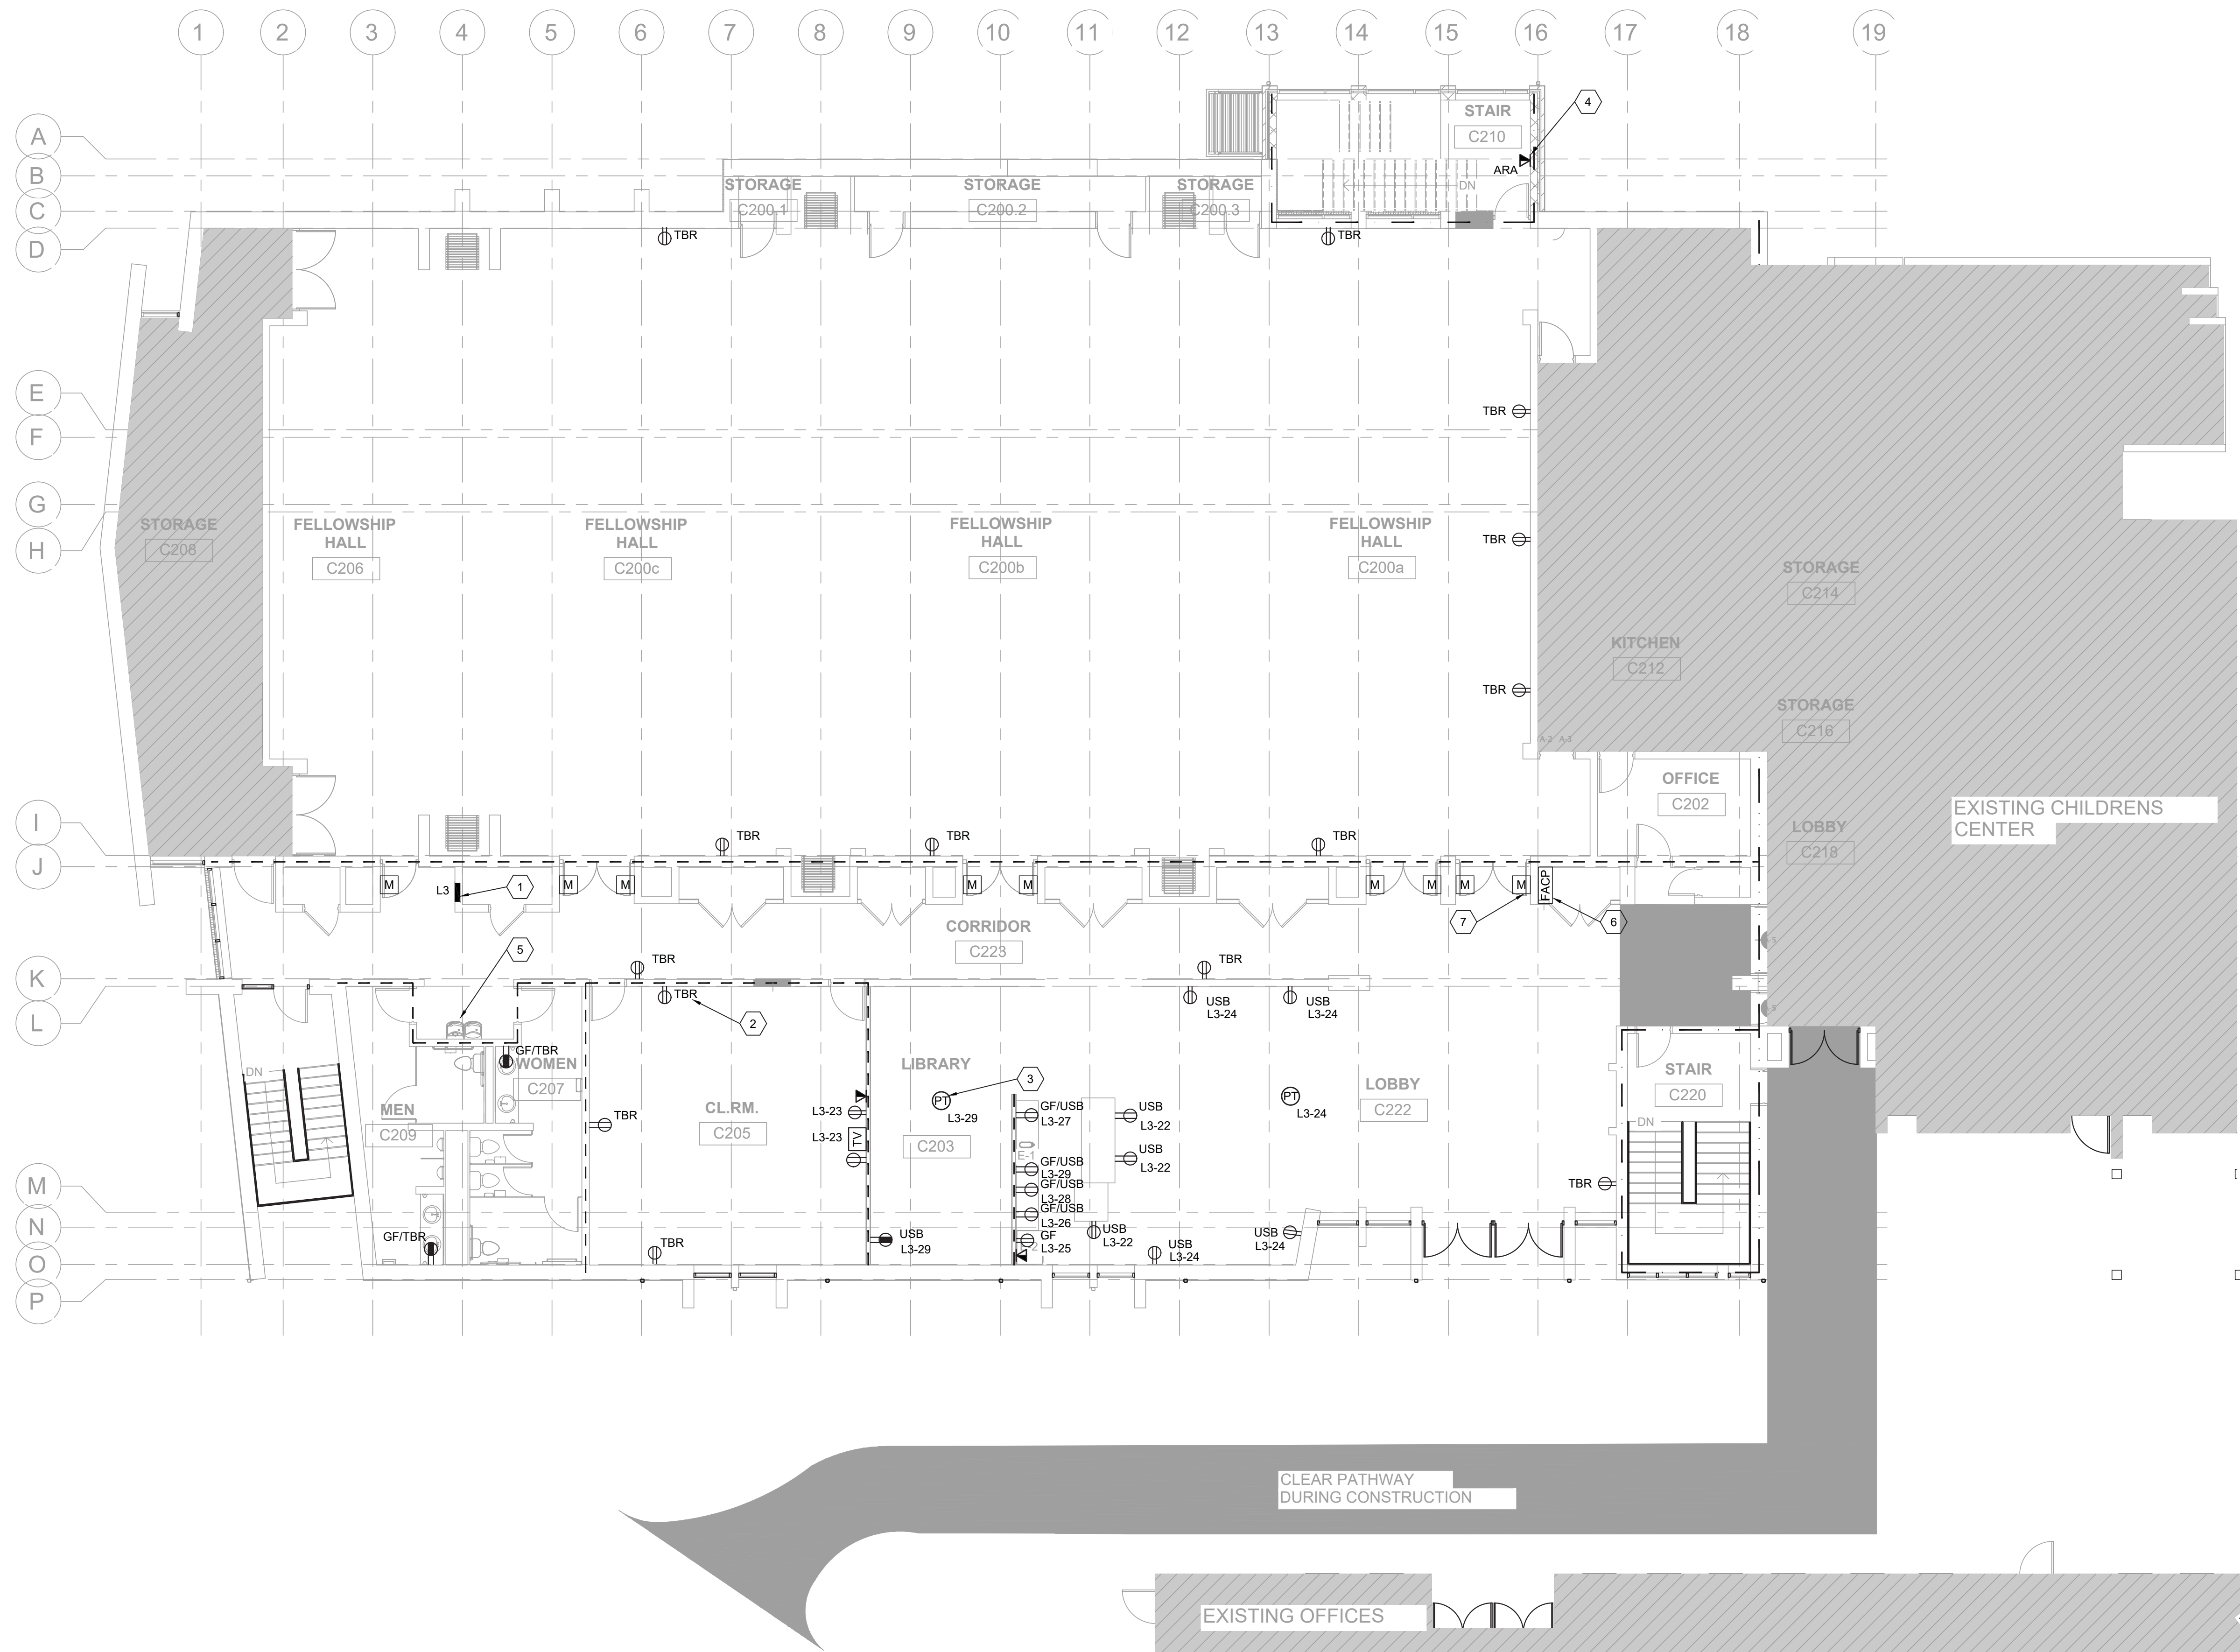 1 2 3 4 5 6 7 8 9 10 11 12 13 14 15 16 17 18 19
A
B
C
D
E
F
G
H
I
J
K
L
M
N
O
P
STAIR
C210
4
ARA
DN
STORAGE
C200.1
STORAGE
C200.2
STORAGE
C200.3
TBR
TBR
TBR
TBR
TBR
STORAGE
C208
FELLOWSHIP
HALL
C206
FELLOWSHIP
HALL
C200c
FELLOWSHIP
HALL
C200b
FELLOWSHIP
HALL
C200a
STORAGE
C214
KITCHEN
C212
STORAGE
C216
A-2 A-3
OFFICE
C202
LOBBY
C218
EXISTING CHILDRENS
CENTER
TBR
TBR
TBR
M
L3
1
M
M
M
M
M
M
M
M
FACP
7
6
CORRIDOR
C223
5
TBR
TBR
TBR
2
USB
L3-24
USB
L3-24
DN
MEN
C209
GF/TBR
WOMEN
C207
GF/TBR
TBR
CL.RM.
C205
TBR
L3-23
L3-23
TV
LIBRARY
C203
PT
L3-29
3
USB
L3-29
GF/USB
L3-27
E-1
GF/USB
L3-29
GF/USB
L3-28
GF/USB
L3-26
GF
L3-25
USB
L3-22
USB
L3-22
USB
L3-22
USB
L3-24
PT
L3-24
LOBBY
C222
USB
L3-24
TBR
STAIR
C220
DN
CLEAR PATHWAY
DURING CONSTRUCTION
EXISTING OFFICES